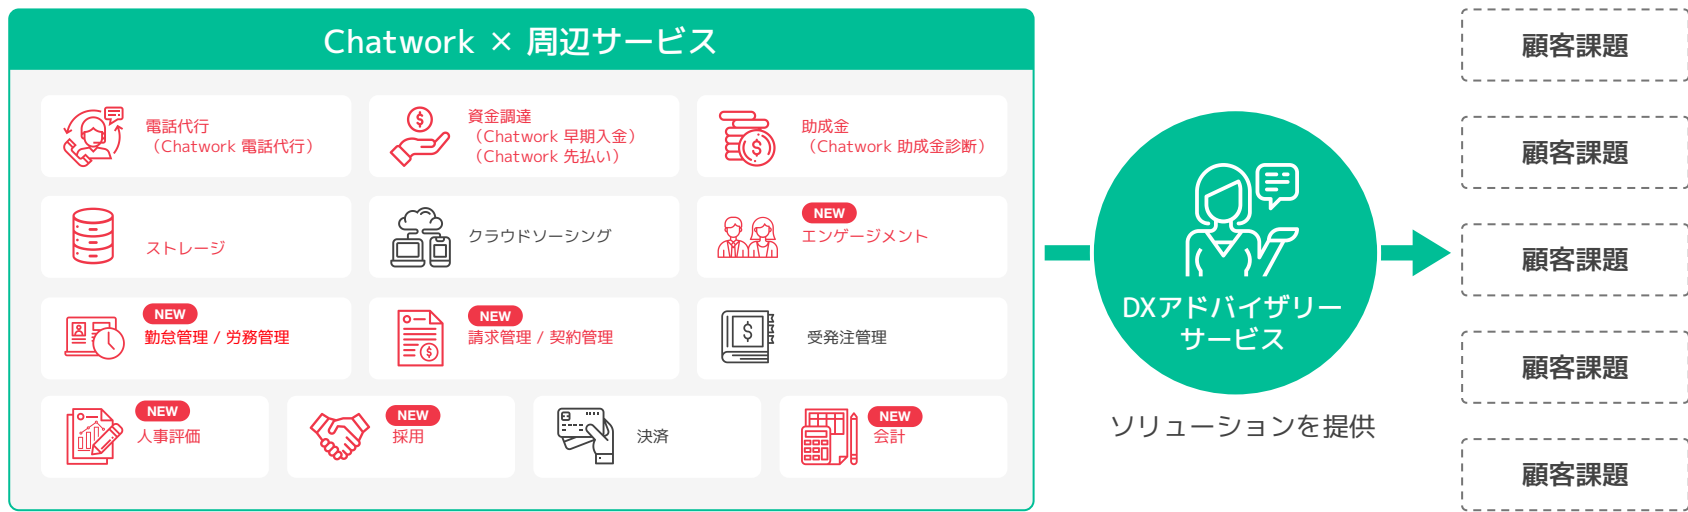 Chatwork × 周辺サービス
電話代行
（Chatwork 電話代行）
資金調達
（Chatwork 早期入金）
（Chatwork 先払い）
助成金
（Chatwork 助成金診断）
ストレージ
クラウドソーシング
NEW
エンゲージメント
NEW
勤怠管理 / 労務管理
NEW
請求管理 / 契約管理
受発注管理
NEW
人事評価
NEW
採用
決済
NEW
会計
DXアドバイザリー
サービス
ソリューションを提供
顧客課題
顧客課題
顧客課題
顧客課題
顧客課題